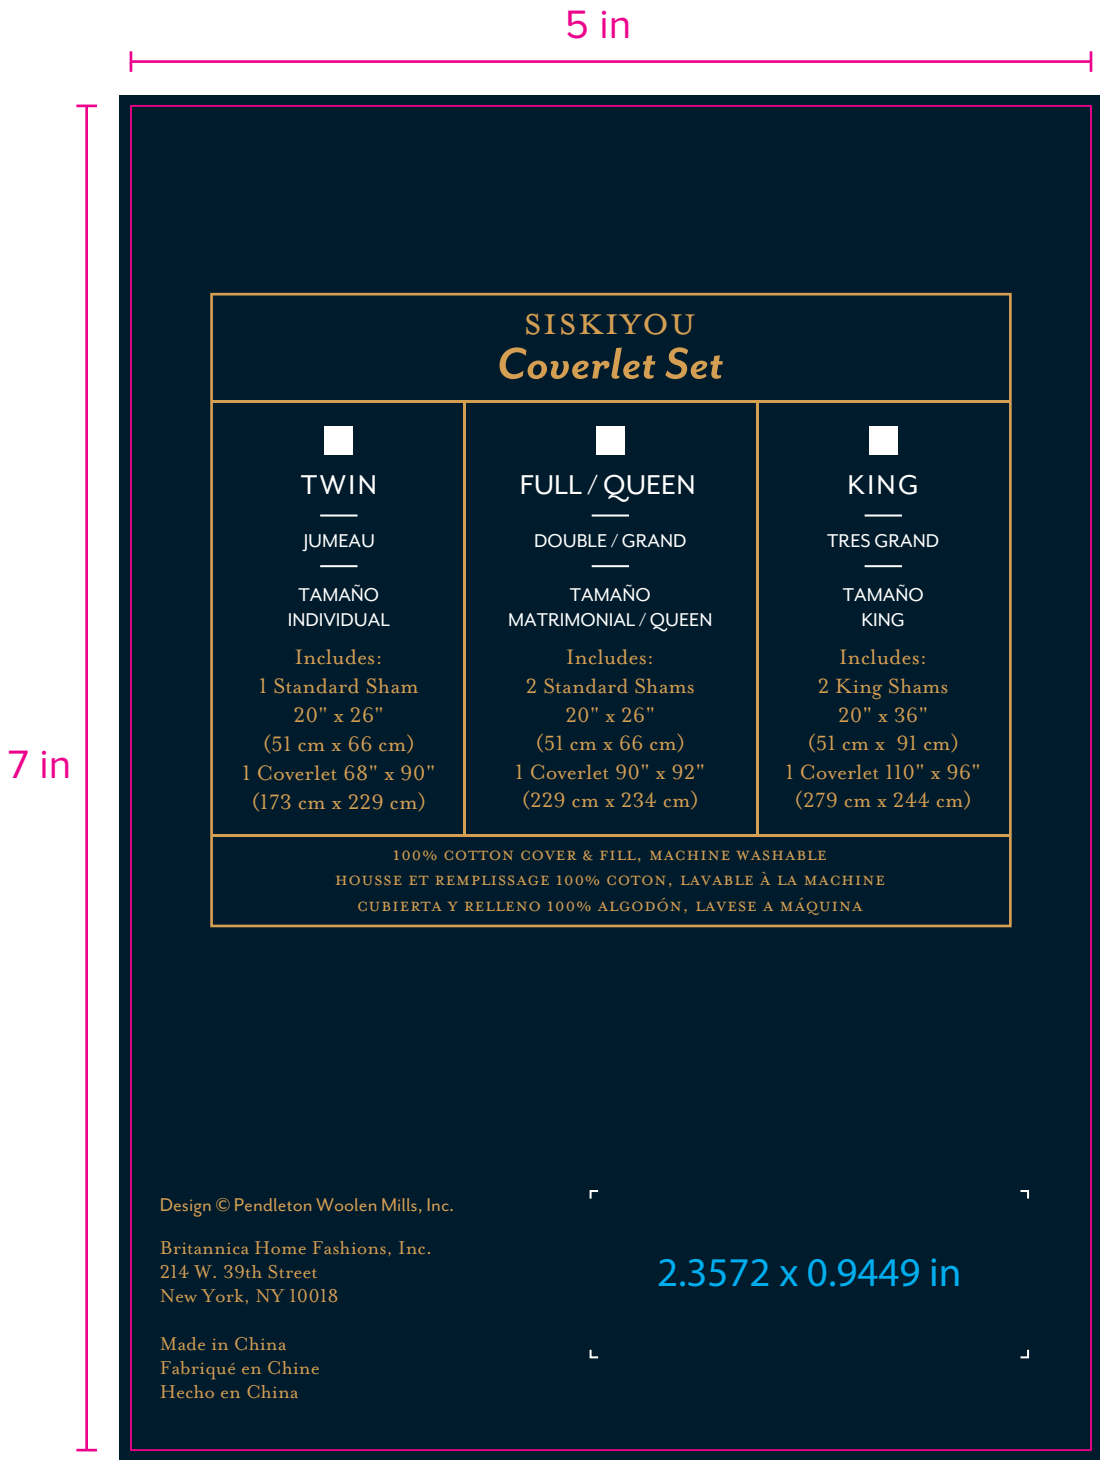 5 in
7 in
SISKIYOU
Coverlet Set
TWIN
JUMEAU
TAMAÑO
INDIVIDUAL
Includes:
1 Standard Sham
20" x 26"
(51 cm x 66 cm)
1 Coverlet 68" x 90"
(173 cm x 229 cm)
FULL / QUEEN
DOUBLE / GRAND
TAMAÑO
MATRIMONIAL / QUEEN
Includes:
2 Standard Shams
20" x 26"
(51 cm x 66 cm)
1 Coverlet 90" x 92"
(229 cm x 234 cm)
KING
TRES GRAND
TAMAÑO
KING
Includes:
2 King Shams
20" x 36"
(51 cm x 91 cm)
1 Coverlet 110" x 96"
(279 cm x 244 cm)
100% COTTON COVER & FILL, MACHINE WASHABLE
HOUSSE ET REMPLISSAGE 100% COTON, LAVABLE À LA MACHINE
CUBIERTA Y RELLENO 100% ALGODÓN, LAVESE A MÁQUINA
Design © Pendleton Woolen Mills, Inc.
Britannica Home Fashions, Inc.
214 W. 39th Street
New York, NY 10018
Made in China
Fabriqué en Chine
Hecho en China
2.3572 x 0.9449 in